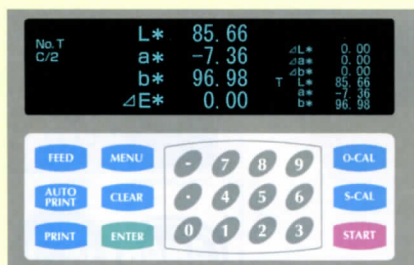 No. T
C/2
L* 85.66
a* -7.36
b* 96.98
⊿E* 0.00
⊿L* 0.00
⊿a* 0.00
⊿b* 0.00
T L* 85.66
a* -7.36
b* 96.98
FEED MENU - 7 8 9 O-CAL
AUTO PRINT CLEAR · 4 5 6 S-CAL
PRINT ENTER 0 1 2 3 START